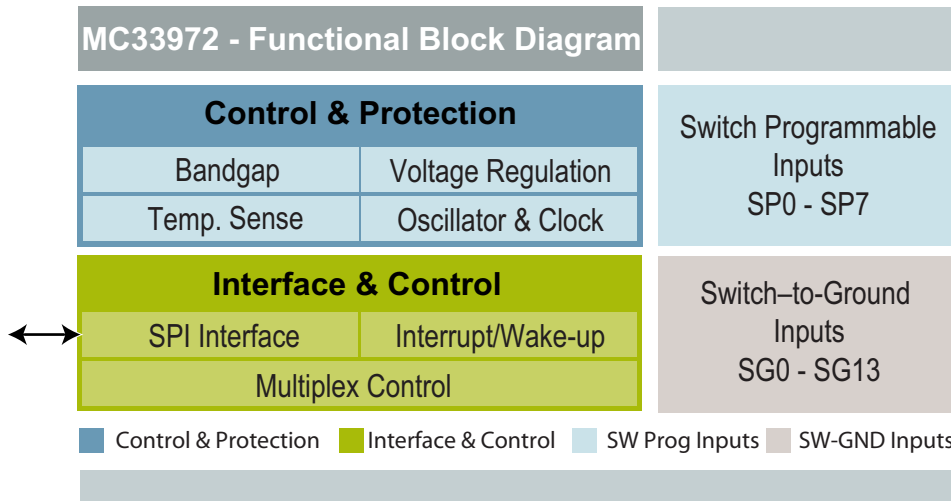 MC33972 - Functional Block Diagram
Control & Protection
Bandgap
Voltage Regulation
Temp. Sense
Oscillator & Clock
Switch Programmable
Inputs
SP0 - SP7
Interface & Control
SPI Interface
Interrupt/Wake-up
Multiplex Control
Switch–to-Ground
Inputs
SG0 - SG13
Control & Protection
Interface & Control
SW Prog Inputs
SW-GND Inputs